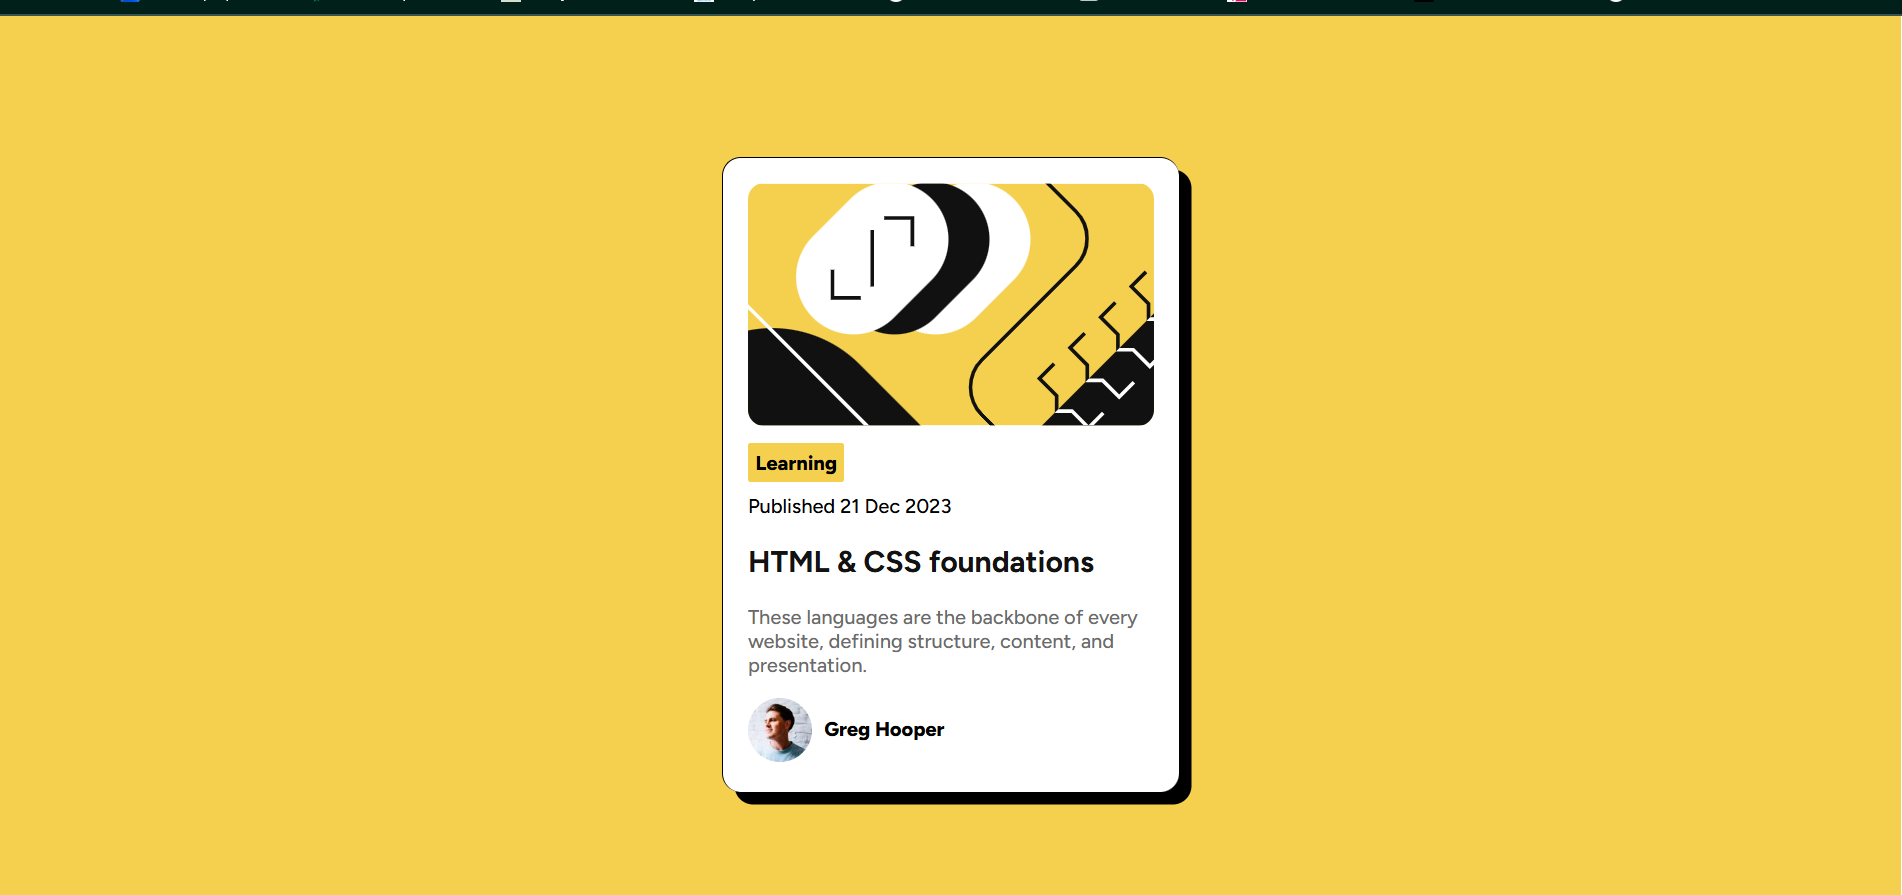 Learning
Published 21 Dec 2023
HTML & CSS foundations
These languages are the backbone of every
website, defining structure, content, and
presentation.
Greg Hooper